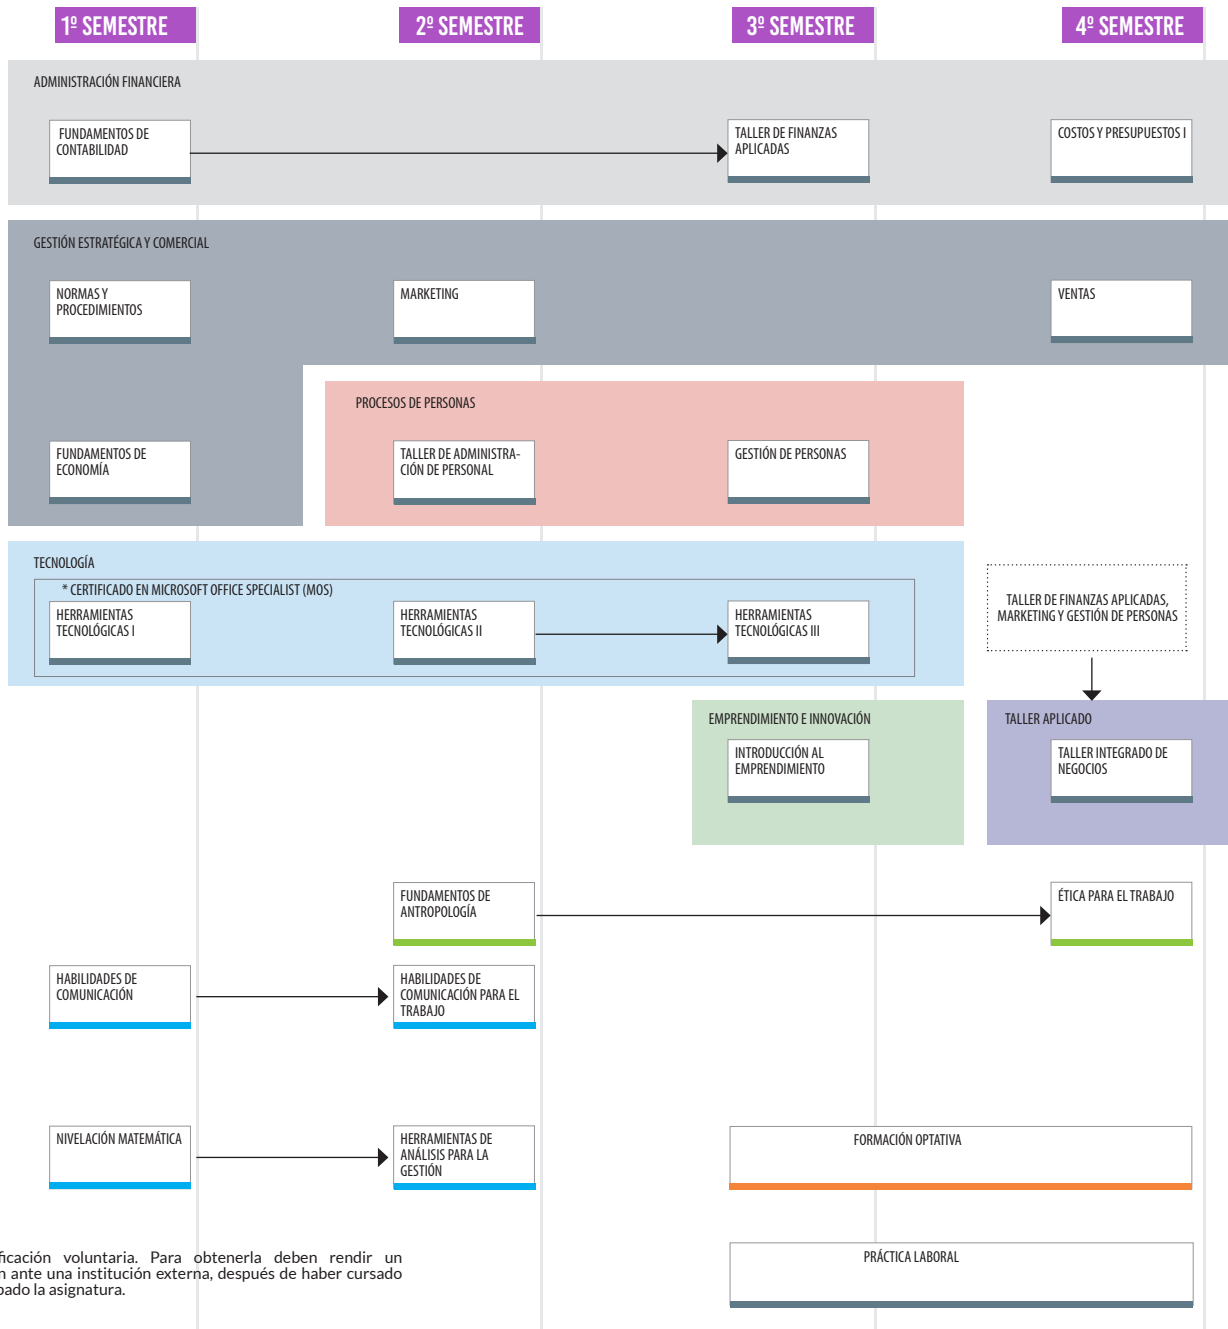 1º SEMESTRE
2º SEMESTRE
3º SEMESTRE
4º SEMESTRE
ADMINISTRACIÓN FINANCIERA
FUNDAMENTOS DE
CONTABILIDAD
TALLER DE FINANZAS
APLICADAS
COSTOS Y PRESUPUESTOS I
GESTIÓN ESTRATÉGICA Y COMERCIAL
NORMAS Y
PROCEDIMIENTOS
MARKETING
VENTAS
PROCESOS DE PERSONAS
FUNDAMENTOS DE
ECONOMÍA
TALLER DE ADMINISTRA-
CIÓN DE PERSONAL
GESTIÓN DE PERSONAS
TECNOLOGÍA
* CERTIFICADO EN MICROSOFT OFFICE SPECIALIST (MOS)
HERRAMIENTAS
TECNOLÓGICAS I
HERRAMIENTAS
TECNOLÓGICAS II
HERRAMIENTAS
TECNOLÓGICAS III
TALLER DE FINANZAS APLICADAS,
MARKETING Y GESTIÓN DE PERSONAS
EMPRENDIMIENTO E INNOVACIÓN
INTRODUCCIÓN AL
EMPRENDIMIENTO
TALLER APLICADO
TALLER INTEGRADO DE
NEGOCIOS
FUNDAMENTOS DE
ANTROPOLOGÍA
ÉTICA PARA EL TRABAJO
HABILIDADES DE
COMUNICACIÓN
HABILIDADES DE
COMUNICACIÓN PARA EL
TRABAJO
NIVELACIÓN MATEMÁTICA
HERRAMIENTAS DE
ANÁLISIS PARA LA
GESTIÓN
FORMACIÓN OPTATIVA
PRÁCTICA LABORAL
ficación voluntaria. Para obtenerla deben rendir un
ante una institución externa, después de haber cursado
bado la asignatura.